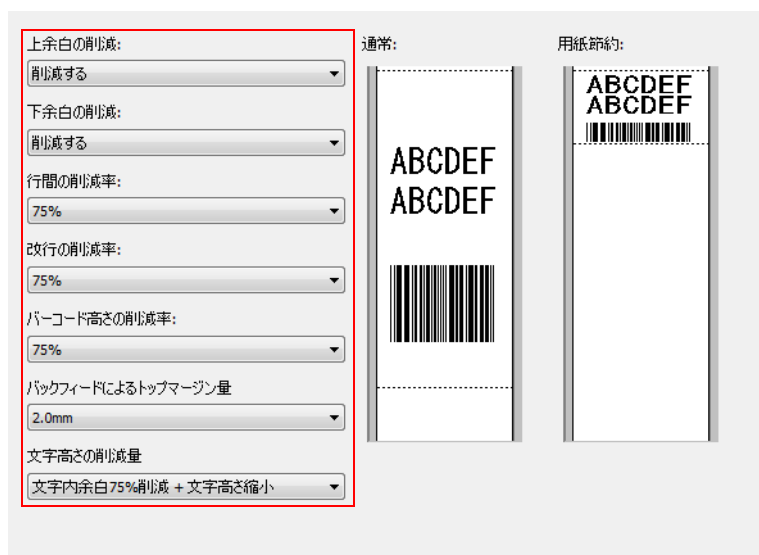 上余白の削減:
削減する
下余白の削減:
削減する
行間の削減率:
75%
改行の削減率:
75%
バーコード高さの削減率:
75%
バックフィードによるトップマージン量
2.0mm
文字高さの削減量
文字内余白75%削減 + 文字高さ縮小
通常:
ABCDEF
ABCDEF
用紙節約:
ABCDEF
ABCDEF